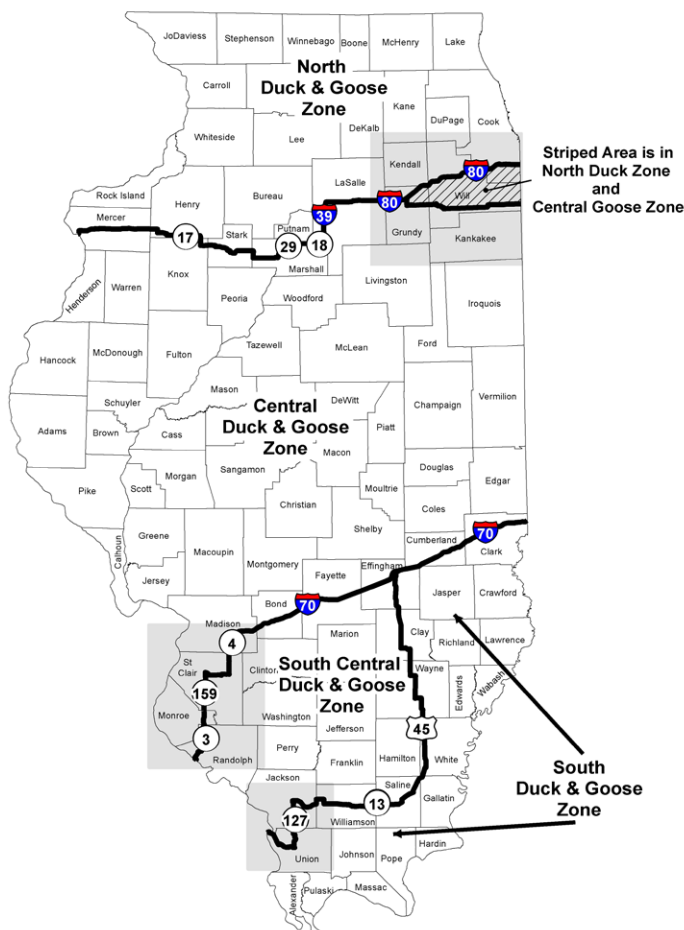 JoDaviess
Stephenson
Winnebago
Boone
McHenry
Lake
North
Duck & Goose
Zone
Carroll
Kane
DuPage
Cook
DeKalb
Whiteside
Lee
Kendall
80
Striped Area is in
North Duck Zone
and
Central Goose Zone
LaSalle
Will
80
Rock Island
Henry
Bureau
39
Mercer
Putnam
Stark
17
29
18
Grundy
Kankakee
Marshall
Knox
Livingston
Henderson
Warren
Peoria
Woodford
Iroquois
Tazewell
McLean
Ford
Hancock
McDonough
Fulton
Mason
DeWitt
Vermilion
Schuyler
Central
Duck & Goose
Zone
Champaign
Adams
Brown
Cass
Piatt
Macon
Sangamon
Douglas
Morgan
Moultrie
Edgar
Pike
Scott
Christian
Coles
Shelby
Greene
Macoupin
70
Cumberland
Clark
Calhoun
Montgomery
Effingham
Jersey
Fayette
Jasper
Crawford
Bond
70
Madison
4
Marion
Clay
Richland
Lawrence
St
Clair
Clinton
South Central
Duck & Goose
Zone
Wayne
Edwards
Wabash
159
Monroe
Washington
Jefferson
45
3
Randolph
Perry
Franklin
Hamilton
White
South
Duck & Goose
Zone
Jackson
Saline
13
Gallatin
127
Williamson
Union
Johnson
Pope
Hardin
Alexander
Pulaski
Massac